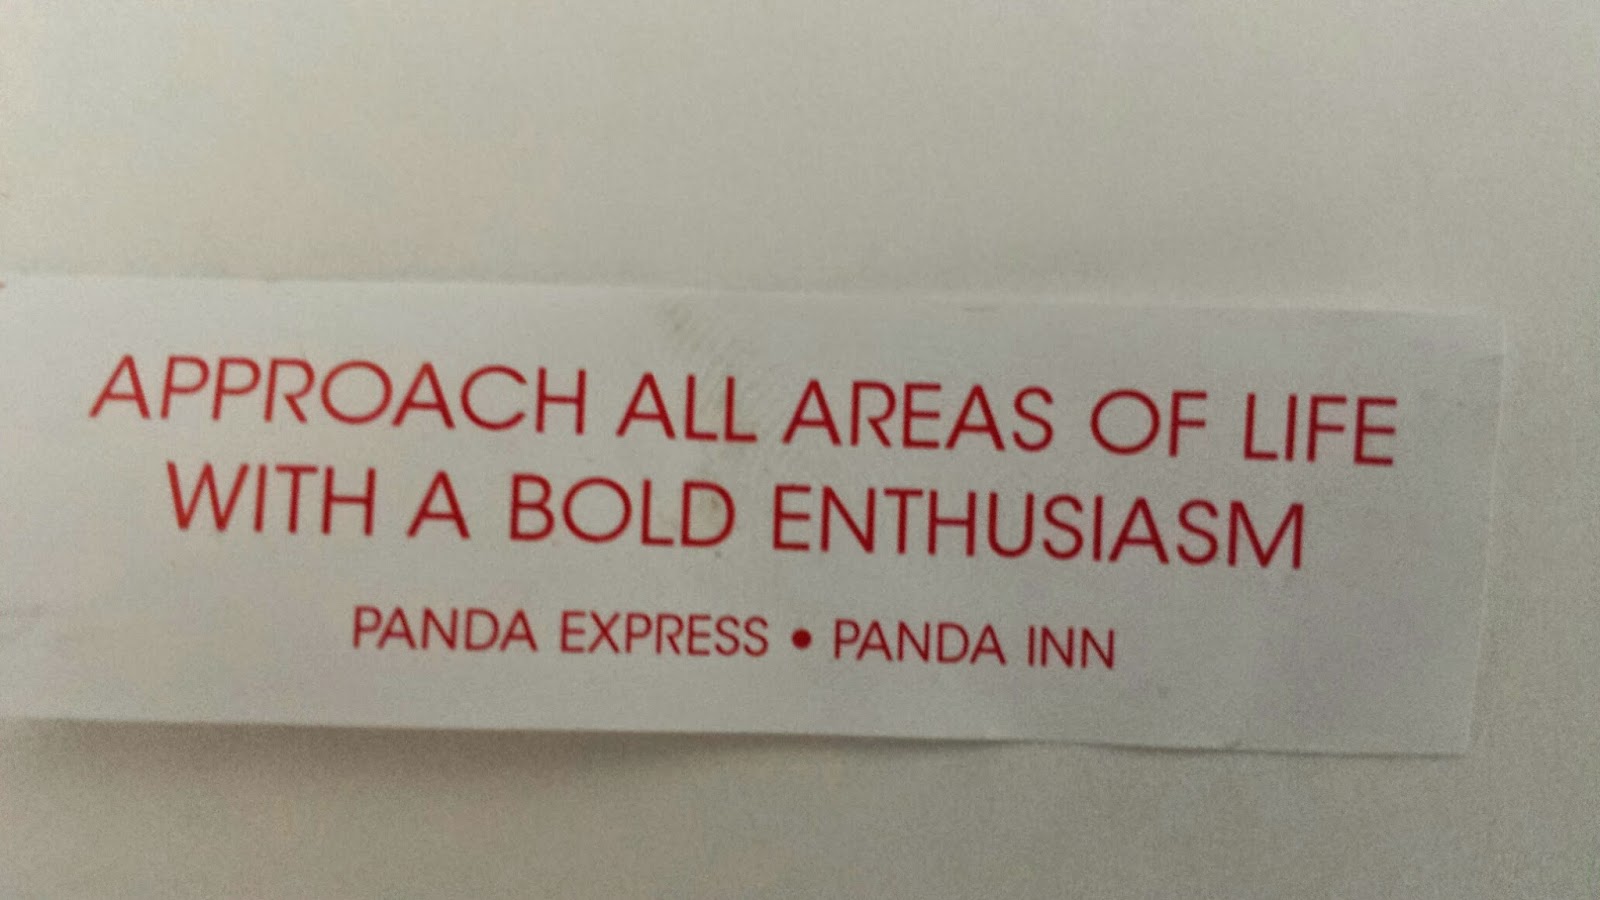 APPROACH ALL AREAS OF LIFE
WITH A BOLD ENTHUSIASM
PANDA EXPRESS • PANDA INN